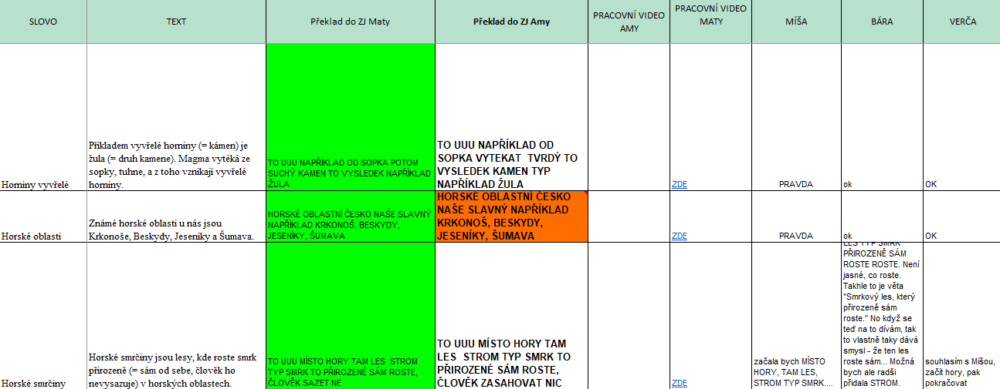 SLOVO
TEXT
Překlad do ZJ Maty
Překlad do ZJ Amy
PRACOVNÍ VIDEO
AMY
PRACOVNÍ VIDEO
MATY
MÍŠA
BÁRA
VERČA
Horniny vyvřelé
Příkladem vyvřelé horniny (= kámen) je
žula (= druh kamene). Magma vytéká ze
sopky, tuhne, a z toho vznikají vyvřelé
horniny.
TO UUU NAPŘÍKLAD OD SOPKA POTOM
SUCHÝ KAMEN TO VYSLEDEK NAPŘÍKLAD
ŽULA
TO UUU NAPŘÍKLAD OD
SOPKA VYTEKAT TVRDÝ TO
VYSLEDEK KAMEN TYP
NAPŘÍKLAD ŽULA
ZDE
PRAVDA
ok
OK
Horské oblasti
Známé horské oblasti u nás jsou
Krkonoše, Beskydy, Jeseníky a Šumava.
HORSKÉ OBLASTNÍ ČESKO NAŠE SLAVNÝ
NAPŘÍKLAD KRKONOŠ, BESKYDY,
JESENÍKY, ŠUMAVA
HORSKÉ OBLASTNÍ ČESKO
NAŠE SLAVNÝ NAPŘÍKLAD
KRKONOŠ, BESKYDY,
JESENÍKY, ŠUMAVA
ZDE
PRAVDA
ok
OK
Horské smrčiny
Horské smrčiny jsou lesy, kde roste smrk
přirozeně (= sám od sebe, člověk ho
nevysazuje) v horských oblastech.
TO UUU MÍSTO HORY TAM LES STROM
TYP SMRK TO PŘIROZENÉ SÁM ROSTE,
ČLOVĚK SAZET NE
TO UUU MÍSTO HORY TAM
LES STROM TYP SMRK TO
PŘIROZENÉ SÁM ROSTE,
ČLOVĚK ZASAHOVAT NIC
ZDE
začala bych MÍSTO
HORY, TAM LES,
STROM TYP SMRK....
LES TYP SMRK
PŘIROZENĚ SÁM
ROSTE ROSTE. Není
jasné, co roste.
Takhle to je věta
"Smrkový les, který
přirozeně sám
roste." No když se
teď na to dívám, tak
to vlastně taky dává
smysl - že ten les
roste sám... Možná
bych ale radši
přidala STROM.
souhlasím s Míšou,
začít hory, pak
pokračovat